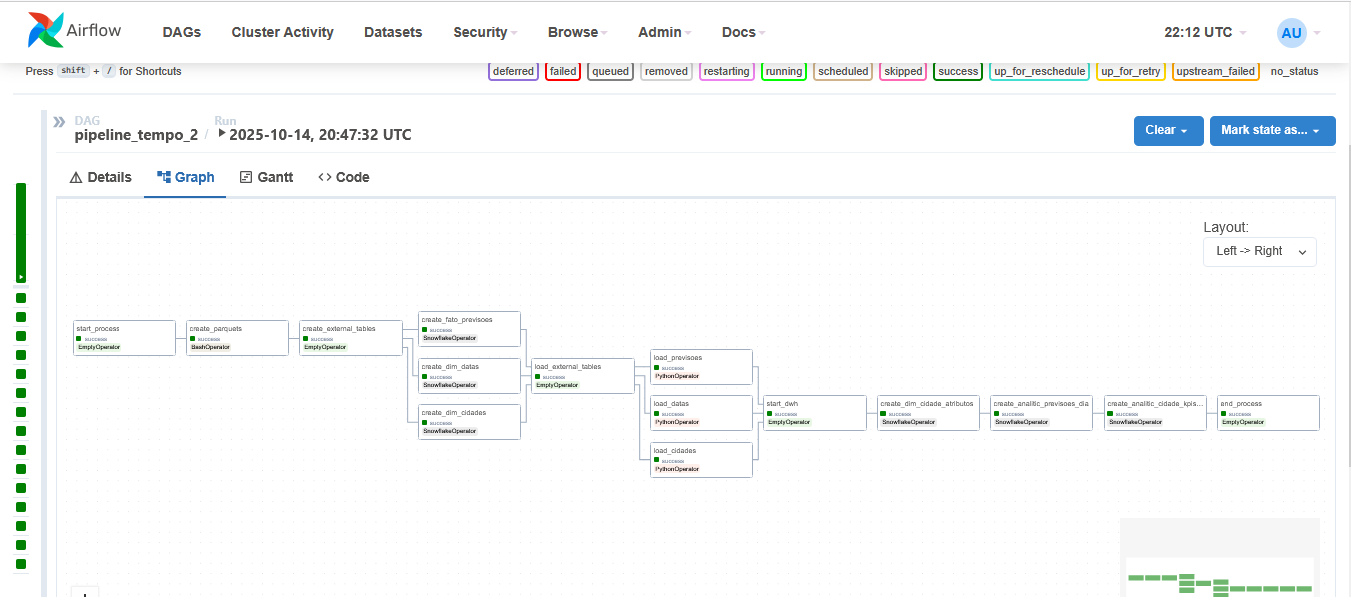 Airflow
DAGs Cluster Activity Datasets Security Browse Admin Docs 22:12 UTC AU
Press shift + / for Shortcuts
deferred failed queued removed restarting running scheduled skipped success up_for_reschedule up_for_retry upstream_failed no_status
DAG
pipeline_tempo_2 /
Run
2025-10-14, 20:47:32 UTC
Clear
Mark state as...
Details Graph Gantt <> Code
Layout:
Left -> Right
start_process
success
EmptyOperator
create_parquets
success
BashOperator
create_external_tables
success
EmptyOperator
create_fato_previsoes
success
SnowflakeOperator
create_dim_datas
success
SnowflakeOperator
create_dim_cidades
success
SnowflakeOperator
load_external_tables
success
EmptyOperator
load_previsoes
success
PythonOperator
load_datas
success
PythonOperator
load_cidades
success
PythonOperator
start_dwh
success
EmptyOperator
create_dim_cidade_atributos
success
SnowflakeOperator
create_analitic_previsoes_dia
success
SnowflakeOperator
create_analitic_cidade_kpis...
success
SnowflakeOperator
end_process
success
EmptyOperator